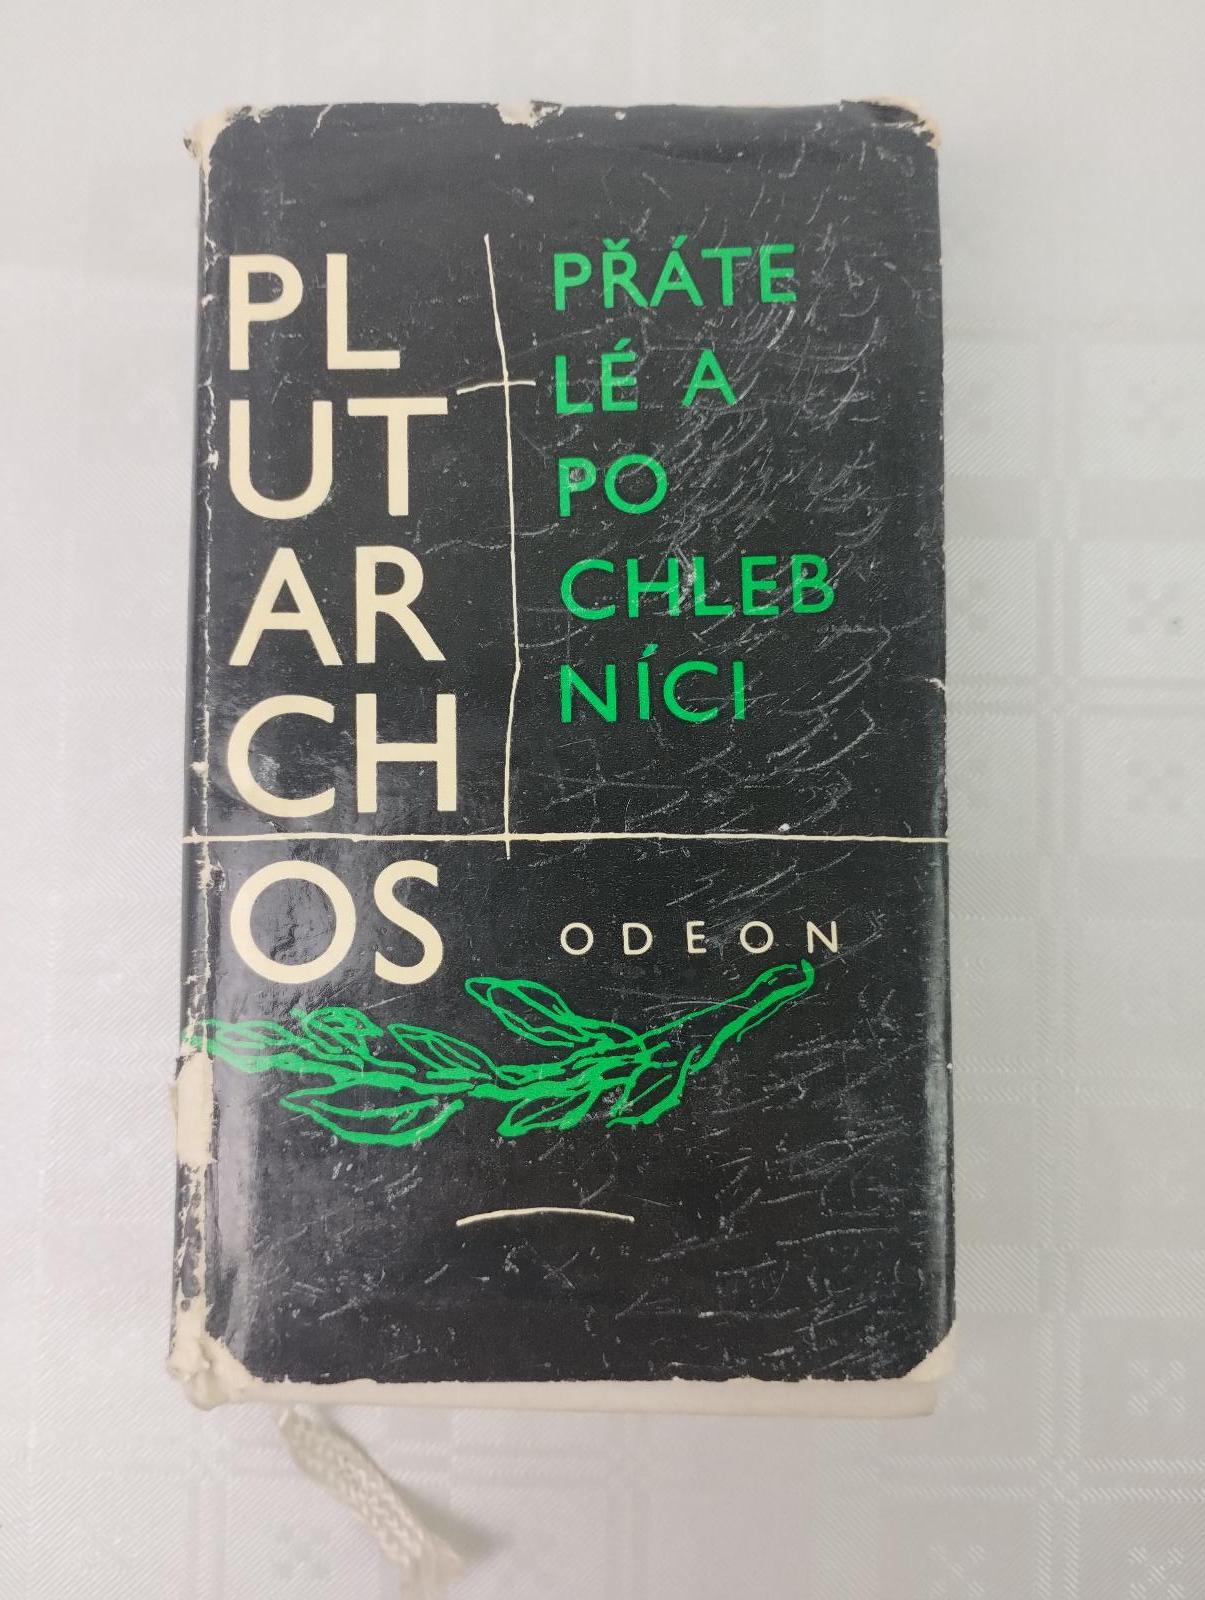 PL
UT
AR
CH
OS
PŘÁTE
LÉ A
PO
CHLEB
NÍCI
ODEON